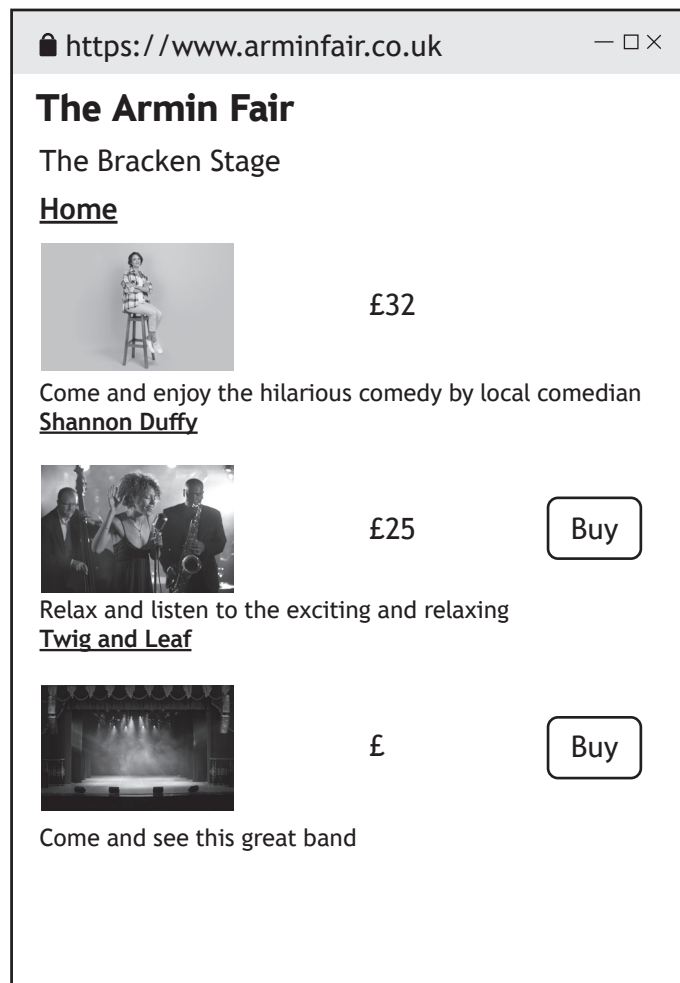 https://www.arminfair.co.uk
The Armin Fair
The Bracken Stage
Home
£32
Come and enjoy the hilarious comedy by local comedian
Shannon Duffy
£25 Buy
Relax and listen to the exciting and relaxing
Twig and Leaf
£ Buy
Come and see this great band